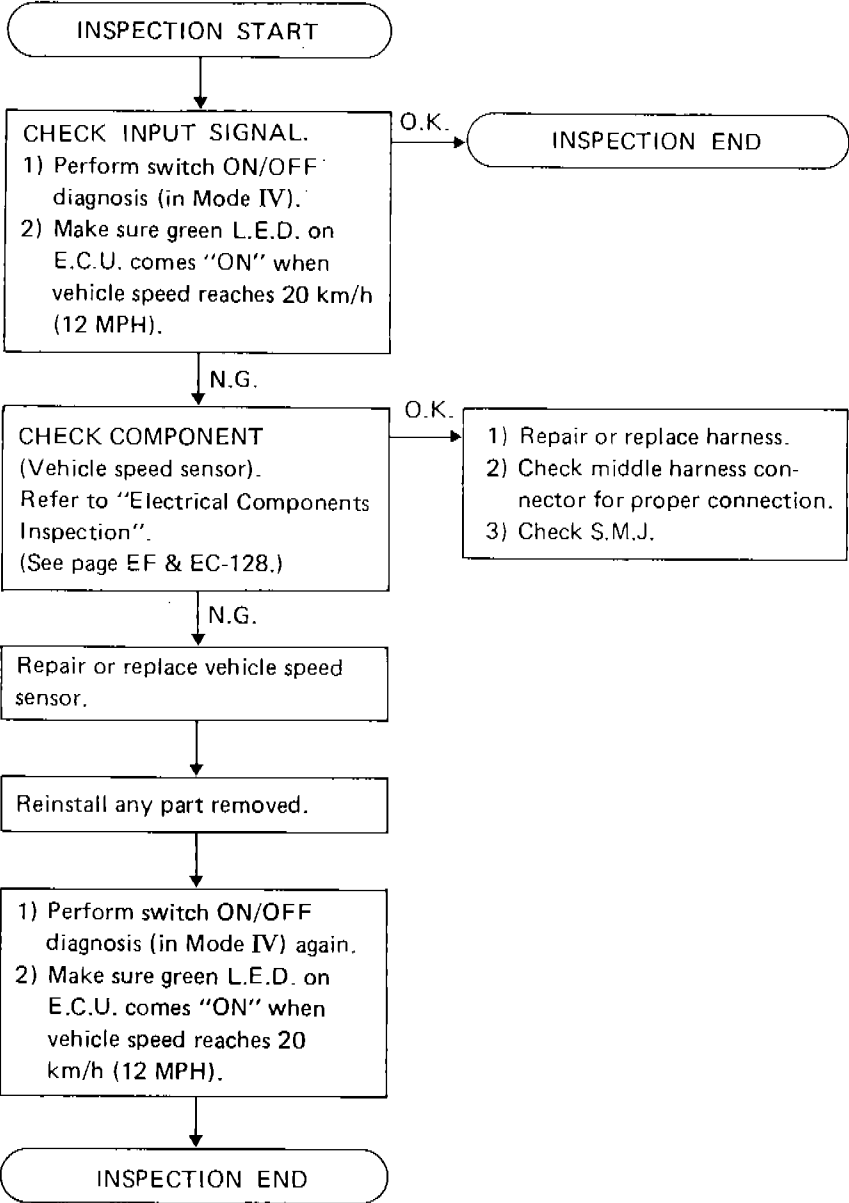 INSPECTION START
CHECK INPUT SIGNAL.
1) Perform switch ON/OFF
diagnosis (in Mode IV).
2) Make sure green L.E.D. on
E.C.U. comes "ON" when
vehicle speed reaches 20 km/h
(12 MPH).
O.K.
INSPECTION END
N.G.
CHECK COMPONENT
(Vehicle speed sensor).
Refer to "Electrical Components
Inspection".
(See page EF & EC-128.)
O.K.
1) Repair or replace harness.
2) Check middle harness con-
nector for proper connection.
3) Check S.M.J.
N.G.
Repair or replace vehicle speed
sensor.
Reinstall any part removed.
1) Perform switch ON/OFF
diagnosis (in Mode IV) again.
2) Make sure green L.E.D. on
E.C.U. comes "ON" when
vehicle speed reaches 20
km/h (12 MPH).
INSPECTION END